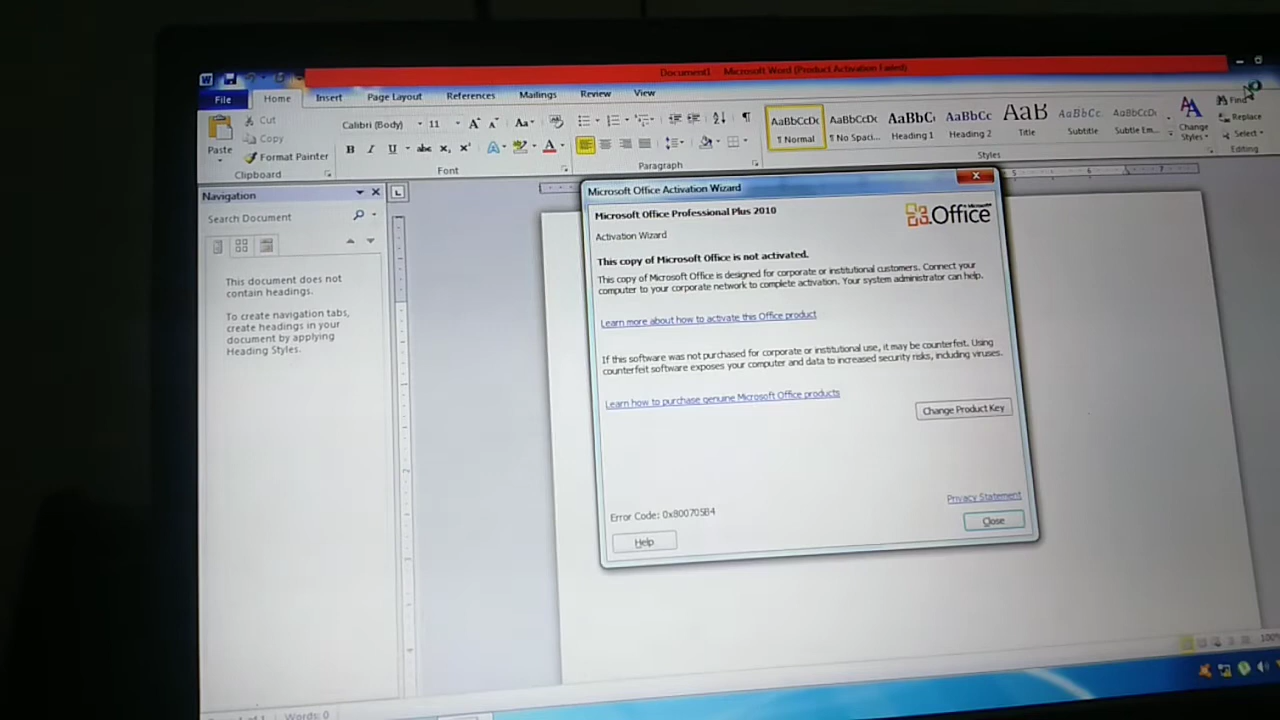 Document1 - Microsoft Word (Product Activation Failed)
File Home Insert Page Layout References Mailings Review View
Paste
Cut
Copy
Format Painter
Clipboard
Calibri (Body) 11
Font
Paragraph
AaBbCcDc AaBbCcDc AaBbC AaBbCc AaB AaBbCc. AaBbCcDc
¶ Normal ¶ No Spaci... Heading 1 Heading 2 Title Subtitle Subtle Em...
Change
Styles
Styles
Find
Replace
Select
Editing
Navigation
Search Document
This document does not
contain headings.
To create navigation tabs,
create headings in your
document by applying
Heading Styles.
Microsoft Office Activation Wizard
Microsoft Office Professional Plus 2010
Microsoft
Office
Activation Wizard
This copy of Microsoft Office is not activated.
This copy of Microsoft Office is designed for corporate or institutional customers. Connect your
computer to your corporate network to complete activation. Your system administrator can help.
Learn more about how to activate this Office product
If this software was not purchased for corporate or institutional use, it may be counterfeit. Using
counterfeit software exposes your computer and data to increased security risks, including viruses.
Learn how to purchase genuine Microsoft Office products
Change Product Key
Privacy Statement
Error Code: 0x800705B4
Help
Close
Words: 0
100%